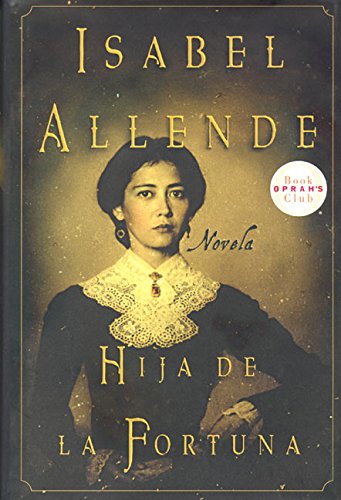 ISABEL
ALLENDE
Book
OPRAH'S
Club
Novela
HIJA DE
LA FORTUNA